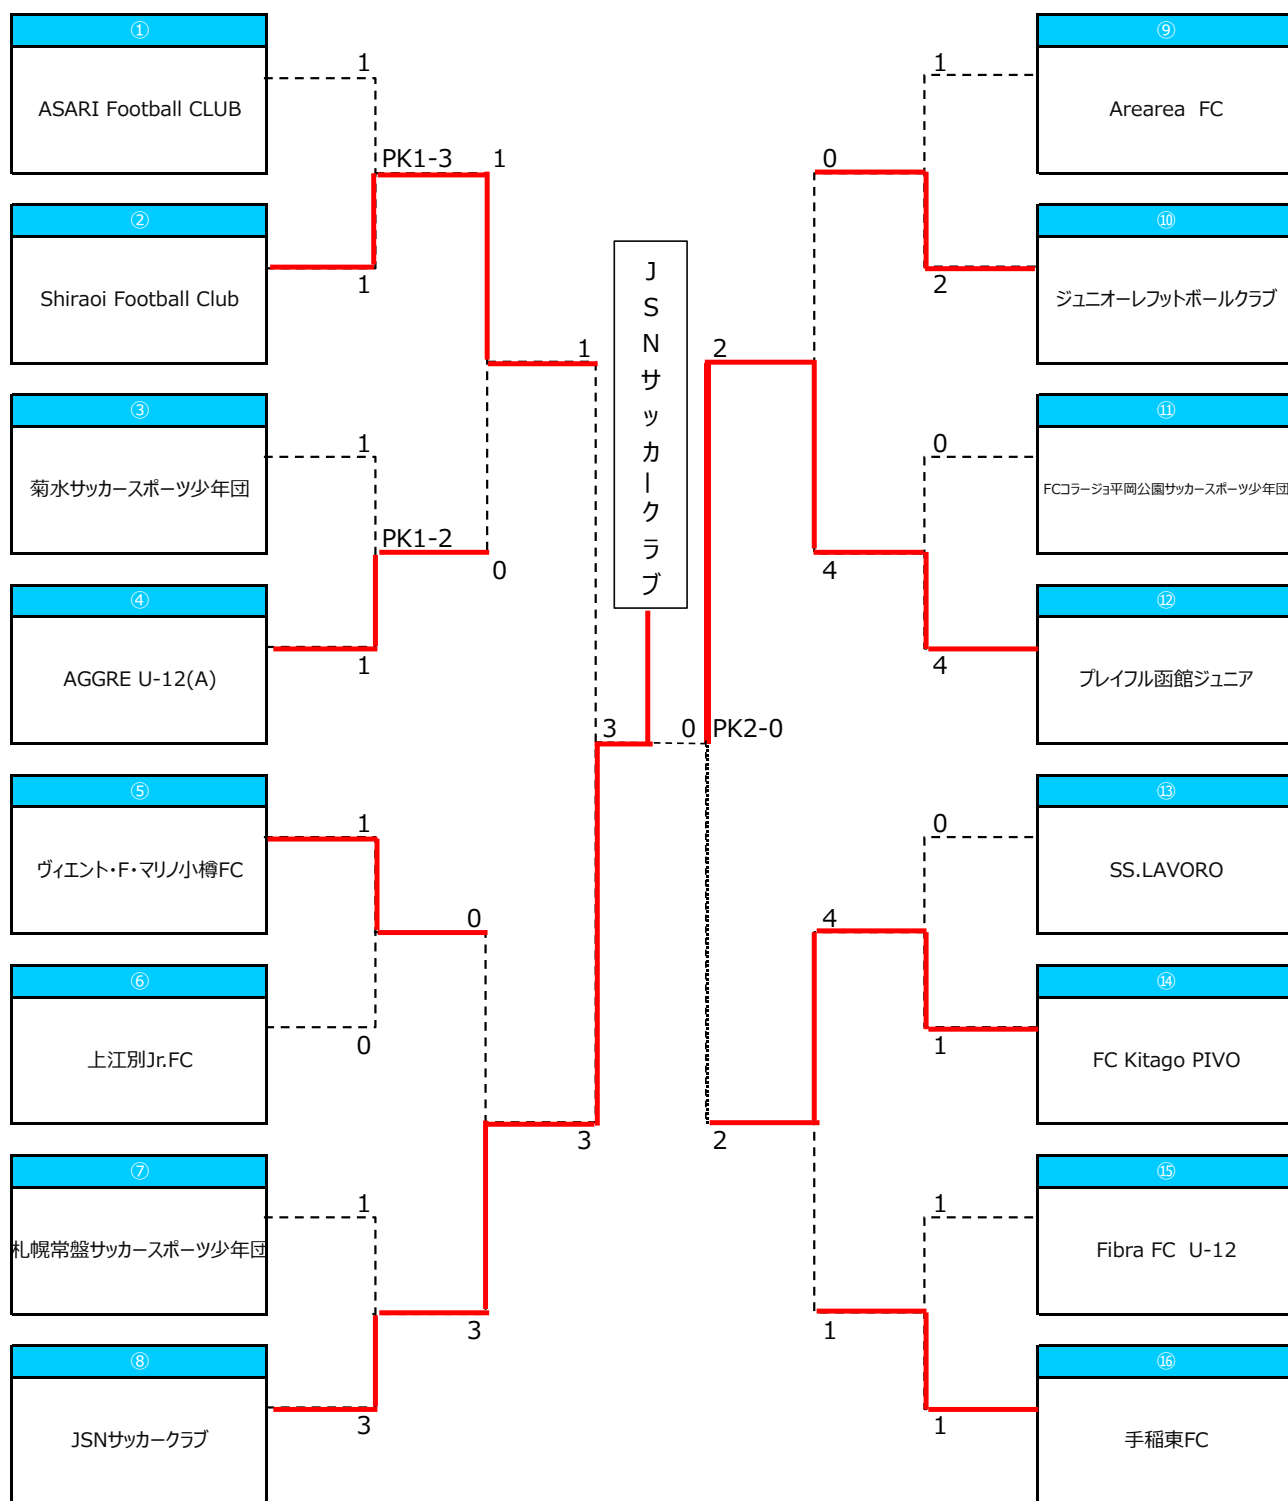 ①
ASARI Football CLUB
②
Shiraoi Football Club
③
菊水サッカースポーツ少年団
④
AGGRE U-12(A)
⑤
ヴィエント・F・マリノ小樽FC
⑥
上江別Jr.FC
⑦
札幌常盤サッカースポーツ少年団
⑧
JSNサッカークラブ
1
PK1-3
1
1
1
1
PK1-2
0
1
1
0
0
3
1
3
3
3
JSNサッカークラブ
0
PK2-0
2
2
1
0
2
0
4
4
0
4
1
1
1
1
⑨
Arearea FC
⑩
ジュニオーレフットボールクラブ
⑪
FCコラージョ平岡公園サッカースポーツ少年団
⑫
プレイフル函館ジュニア
⑬
SS.LAVORO
⑭
FC Kitago PIVO
⑮
Fibra FC U-12
⑯
手稲東FC